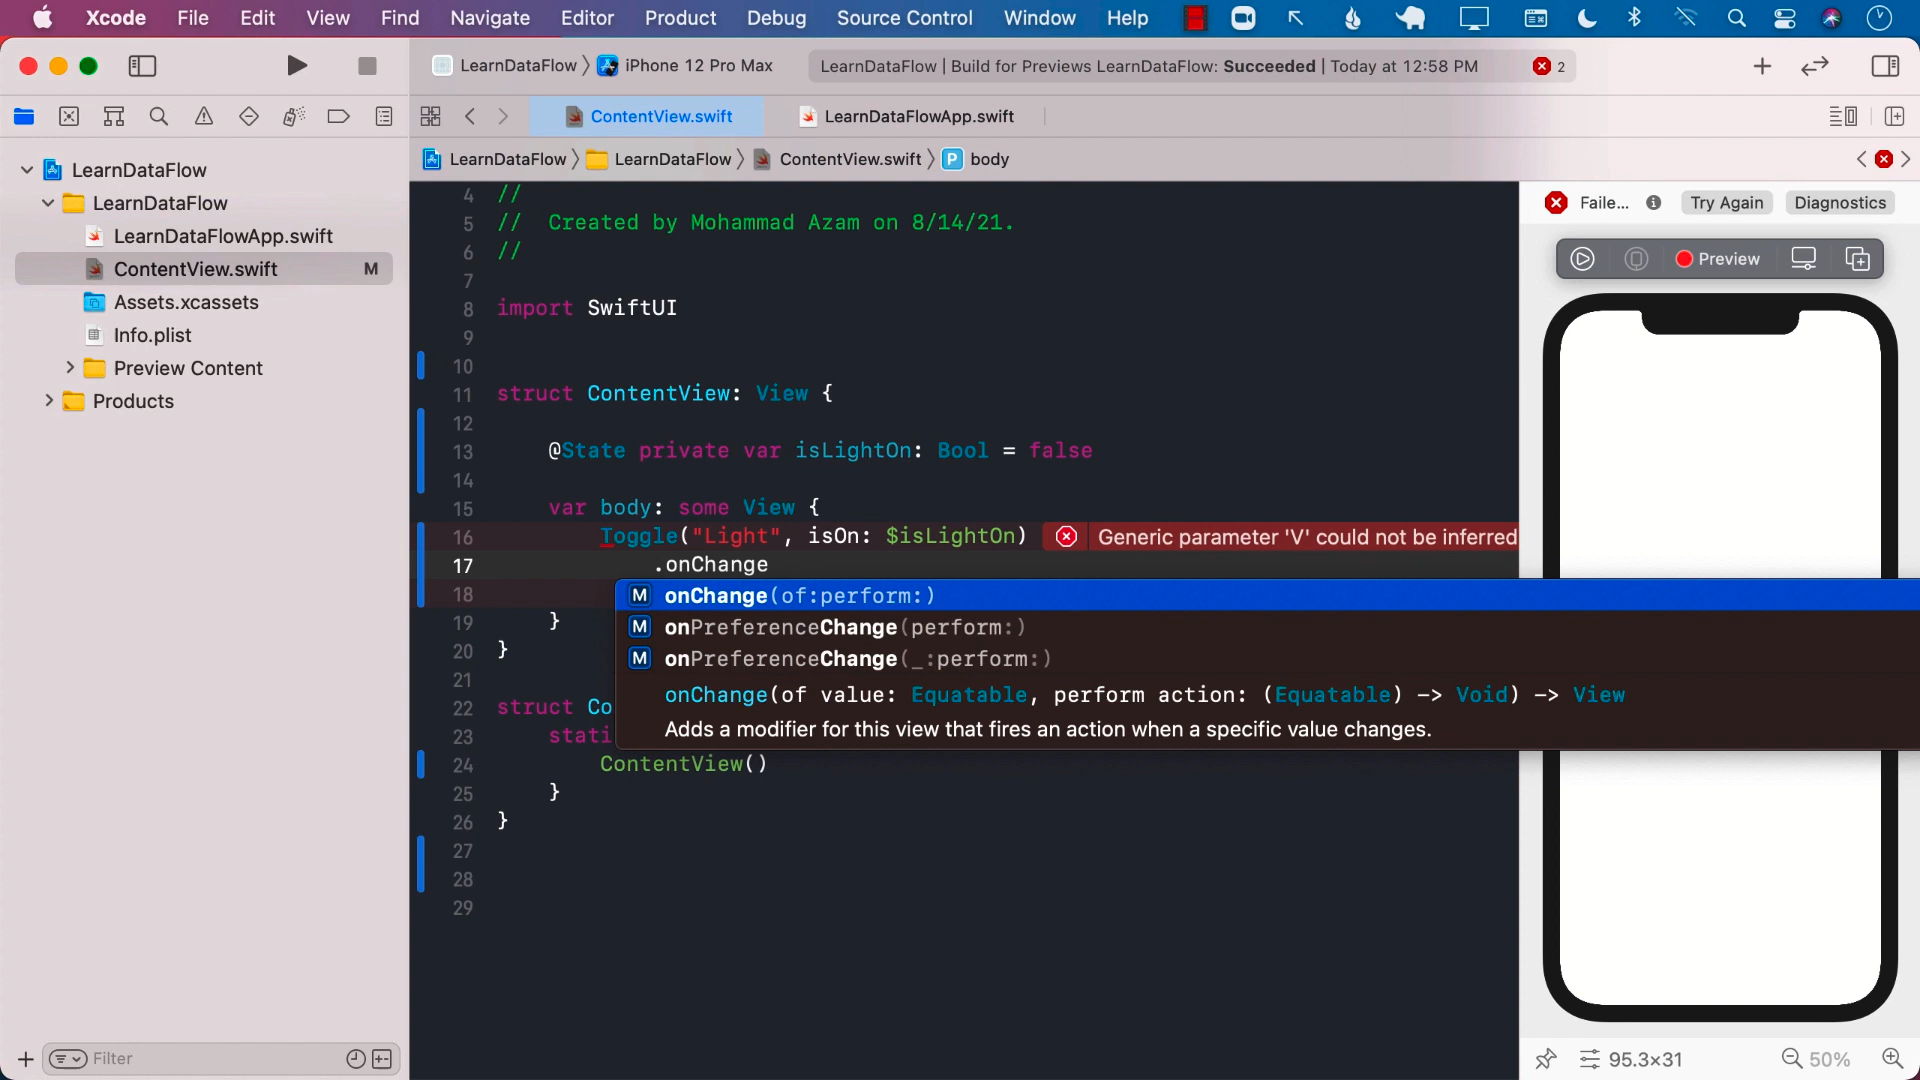 Xcode File Edit View Find Navigate Editor Product Debug Source Control Window Help
LearnDataFlow iPhone 12 Pro Max LearnDataFlow | Build for Previews LearnDataFlow: Succeeded | Today at 12:58 PM 2
ContentView.swift LearnDataFlowApp.swift
LearnDataFlow LearnDataFlow ContentView.swift P body
LearnDataFlow
LearnDataFlow
LearnDataFlowApp.swift
ContentView.swift M
Assets.xcassets
Info.plist
Preview Content
Products
Filter
4 //
5 //  Created by Mohammad Azam on 8/14/21.
6 //
7
8 import SwiftUI
9
10
11 struct ContentView: View {
12
13 @State private var isLightOn: Bool = false
14
15 var body: some View {
16 Toggle("Light", isOn: $isLightOn) Generic parameter 'V' could not be inferred
17 .onChange
18 M onChange(of:perform:)
19 } M onPreferenceChange(perform:)
20 } M onPreferenceChange(_:perform:)
21
onChange(of value: Equatable, perform action: (Equatable) -> Void) -> View
22 struct Co
Adds a modifier for this view that fires an action when a specific value changes.
23 stati
24 ContentView()
25 }
26 }
27
28
29
Faile... Try Again Diagnostics
Preview
95.3×31 50%